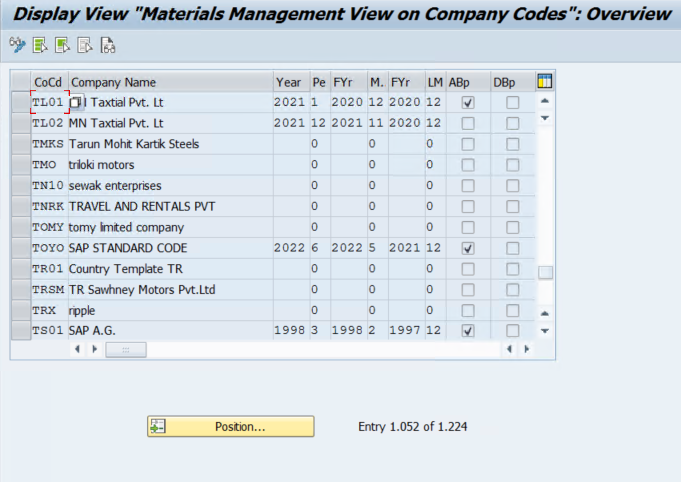 Display View "Materials Management View on Company Codes": Overview
CoCd Company Name Year Pe FYr M. FYr LM ABp DBp
TL01 Taxtial Pvt. Lt 2021 1 2020 12 2020 12
TL02 MN Taxtial Pvt. Lt 2021 12 2021 11 2020 12
TMKS Tarun Mohit Kartik Steels 0 0 0
TMO triloki motors 0 0 0
TN10 sewak enterprises 0 0 0
TNRK TRAVEL AND RENTALS PVT 0 0 0
TOMY tomy limited company 0 0 0
TOYO SAP STANDARD CODE 2022 6 2022 5 2021 12
TR01 Country Template TR 0 0 0
TRSM TR Sawhney Motors Pvt.Ltd 0 0 0
TRX ripple 0 0 0
TS01 SAP A.G. 1998 3 1998 2 1997 12
Position...
Entry 1.052 of 1.224